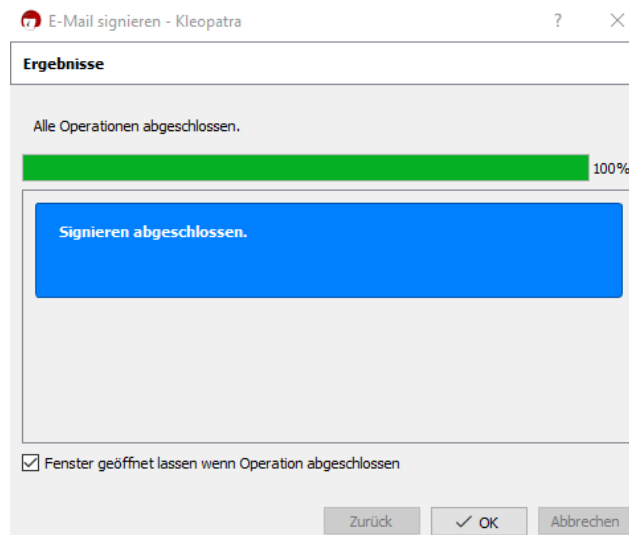 E-Mail signieren - Kleopatra
Ergebnisse
Alle Operationen abgeschlossen.
100%
Signieren abgeschlossen.
Fenster geöffnet lassen wenn Operation abgeschlossen
Zurück OK Abbrechen